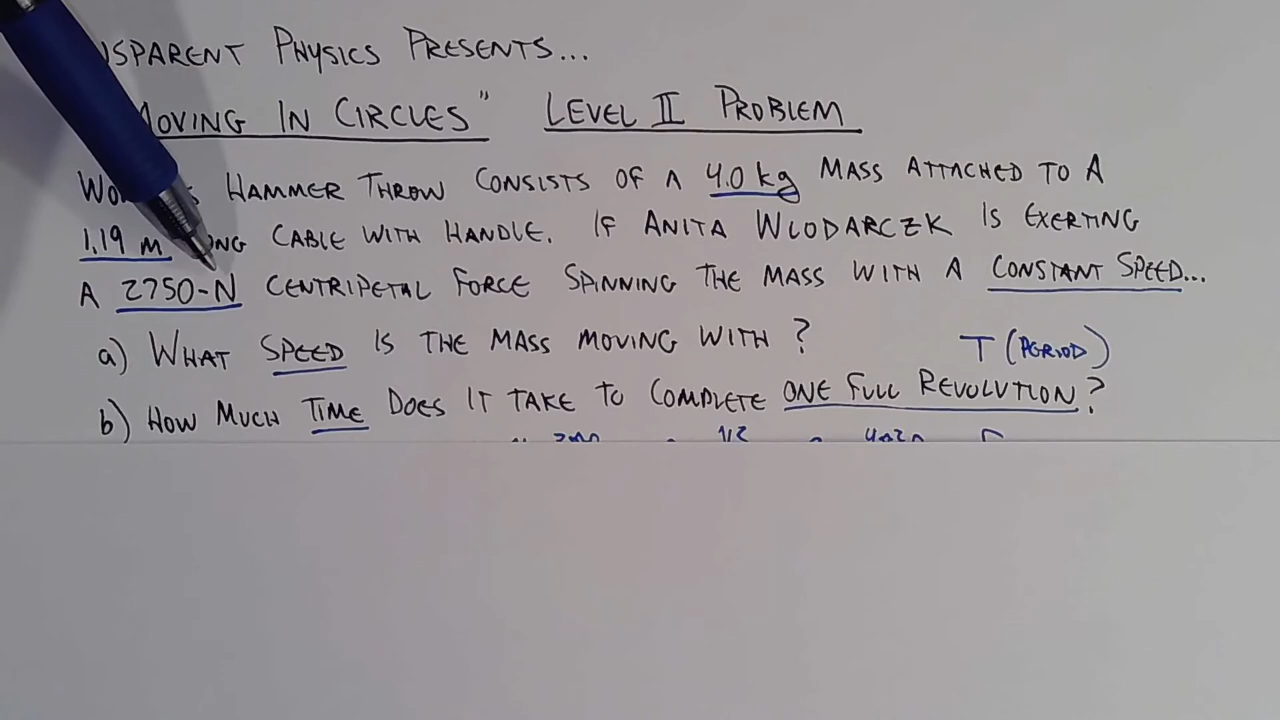 SPARENT PHYSICS PRESENTS...
OVING IN CIRCLES" LEVEL II PROBLEM
HAMMER THROW CONSISTS OF A 4.0 kg MASS ATTACHED TO A
1.19 m CABLE WITH HANDLE. IF ANITA WLODARCZK IS EXERTING
A 2750-N CENTRIPETAL FORCE SPINNING THE MASS WITH A CONSTANT SPEED...
a) WHAT SPEED IS THE MASS MOVING WITH?
T (PERIOD)
b) HOW MUCH TIME DOES IT TAKE TO COMPLETE ONE FULL REVOLUTION?